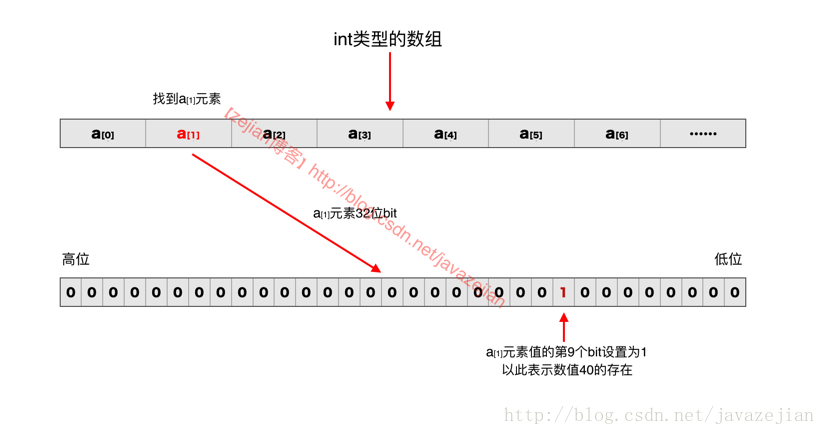 int类型的数组
找到a[1]元素
a[0] a[1] a[2] a[3] a[4] a[5] a[6] ······
【zejian博客】http://blog.csdn.net/javazejian
a[1]元素32位bit
高位 低位
0 0 0 0 0 0 0 0 0 0 0 0 0 0 0 0 0 0 0 0 0 0 0 1 0 0 0 0 0 0 0 0
a[1]元素值的第9个bit设置为1
以此表示数值40的存在
http://blog.csdn.net/javazejian